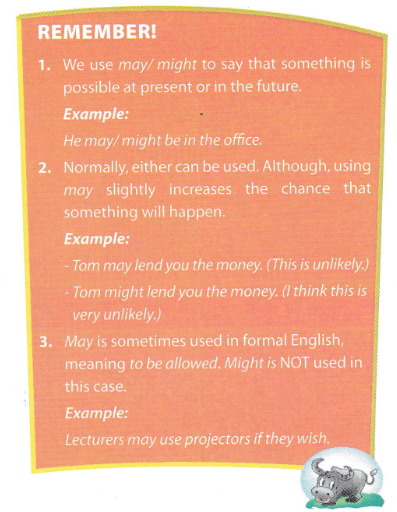 REMEMBER!
1. We use may/ might to say that something is
possible at present or in the future.
Example:
He may/ might be in the office.
2. Normally, either can be used. Although, using
may slightly increases the chance that
something will happen.
Example:
- Tom may lend you the money. (This is unlikely.)
- Tom might lend you the money. (I think this is
very unlikely.)
3. May is sometimes used in formal English,
meaning to be allowed. Might is NOT used in
this case.
Example:
Lecturers may use projectors if they wish.